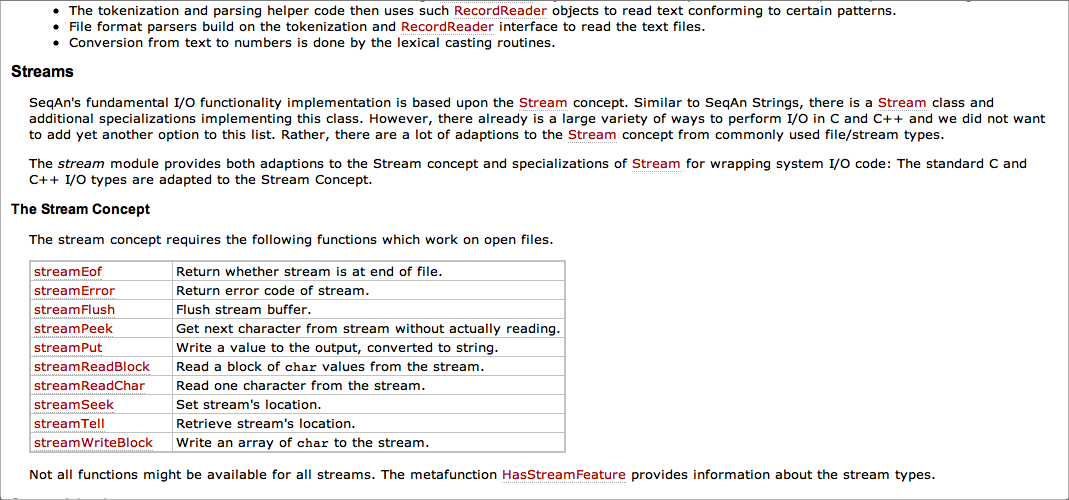 • The tokenization and parsing helper code then uses such RecordReader objects to read text conforming to certain patterns.
• File format parsers build on the tokenization and RecordReader interface to read the text files.
• Conversion from text to numbers is done by the lexical casting routines.
Streams
SeqAn's fundamental I/O functionality implementation is based upon the Stream concept. Similar to SeqAn Strings, there is a Stream class and
additional specializations implementing this class. However, there already is a large variety of ways to perform I/O in C and C++ and we did not want
to add yet another option to this list. Rather, there are a lot of adaptions to the Stream concept from commonly used file/stream types.
The stream module provides both adaptions to the Stream concept and specializations of Stream for wrapping system I/O code: The standard C and
C++ I/O types are adapted to the Stream Concept.
The Stream Concept
The stream concept requires the following functions which work on open files.
streamEof Return whether stream is at end of file.
streamError Return error code of stream.
streamFlush Flush stream buffer.
streamPeek Get next character from stream without actually reading.
streamPut Write a value to the output, converted to string.
streamReadBlock Read a block of char values from the stream.
streamReadChar Read one character from the stream.
streamSeek Set stream's location.
streamTell Retrieve stream's location.
streamWriteBlock Write an array of char to the stream.
Not all functions might be available for all streams. The metafunction HasStreamFeature provides information about the stream types.